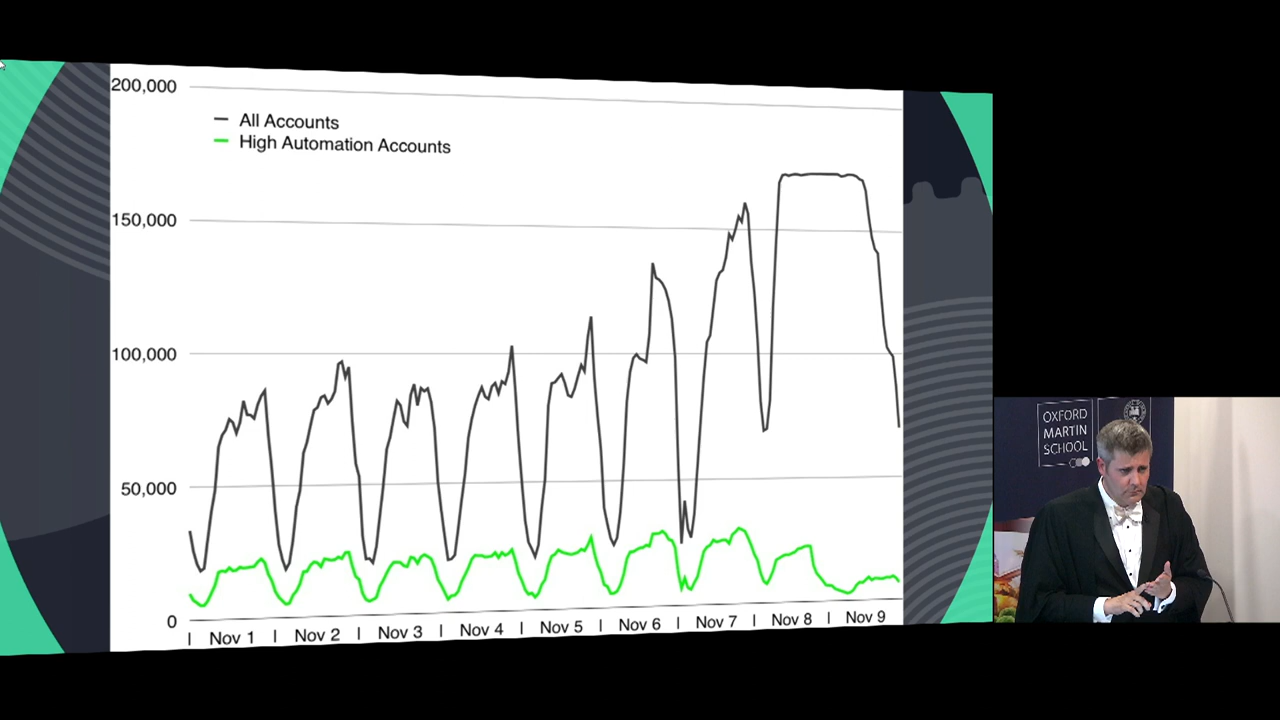 200,000
All Accounts
High Automation Accounts
150,000
100,000
50,000
0
Nov 1
Nov 2
Nov 3
Nov 4
Nov 5
Nov 6
Nov 7
Nov 8
Nov 9
OXFORD
MARTIN
SCHOOL